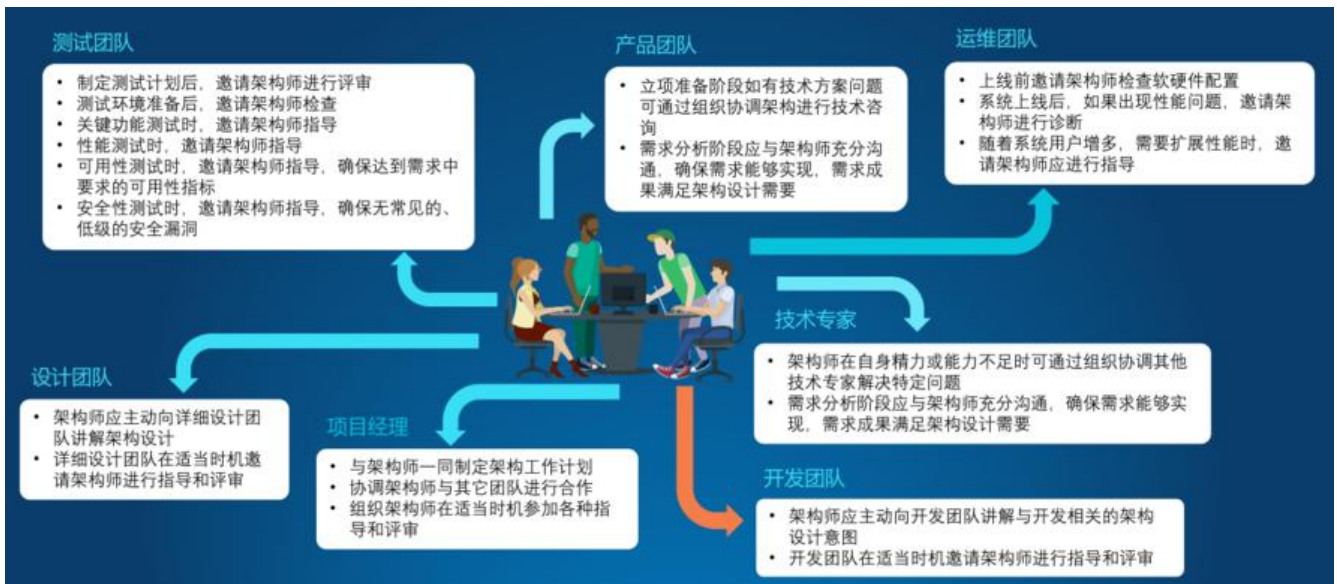 测试团队
• 制定测试计划后，邀请架构师进行评审
• 测试环境准备后，邀请架构师检查
• 关键功能测试时，邀请架构师指导
• 性能测试时，邀请架构师指导
• 可用性测试时，邀请架构师指导，确保达到需求中
要求的可用性指标
• 安全性测试时，邀请架构师指导，确保无常见的、
低级的安全漏洞
产品团队
• 立项准备阶段如有技术方案问题
可通过组织协调架构进行技术咨
询
• 需求分析阶段应与架构师充分沟
通，确保需求能够实现，需求成
果满足架构设计需要
运维团队
• 上线前邀请架构师检查软硬件配置
• 系统上线后，如果出现性能问题，邀请架
构师进行诊断
• 随着系统用户增多，需要扩展性能时，邀
请架构师应进行指导
技术专家
• 架构师在自身精力或能力不足时可通过组织协调其他
技术专家解决特定问题
• 需求分析阶段应与架构师充分沟通，确保需求能够实
现，需求成果满足架构设计需要
设计团队
• 架构师应主动向详细设计团
队讲解架构设计
• 详细设计团队在适当时机邀
请架构师进行指导和评审
项目经理
• 与架构师一同制定架构工作计划
• 协调架构师与其它团队进行合作
• 组织架构师在适当时机参加各种指
导和评审
开发团队
• 架构师应主动向开发团队讲解与开发相关的架构
设计意图
• 开发团队在适当时机邀请架构师进行指导和评审